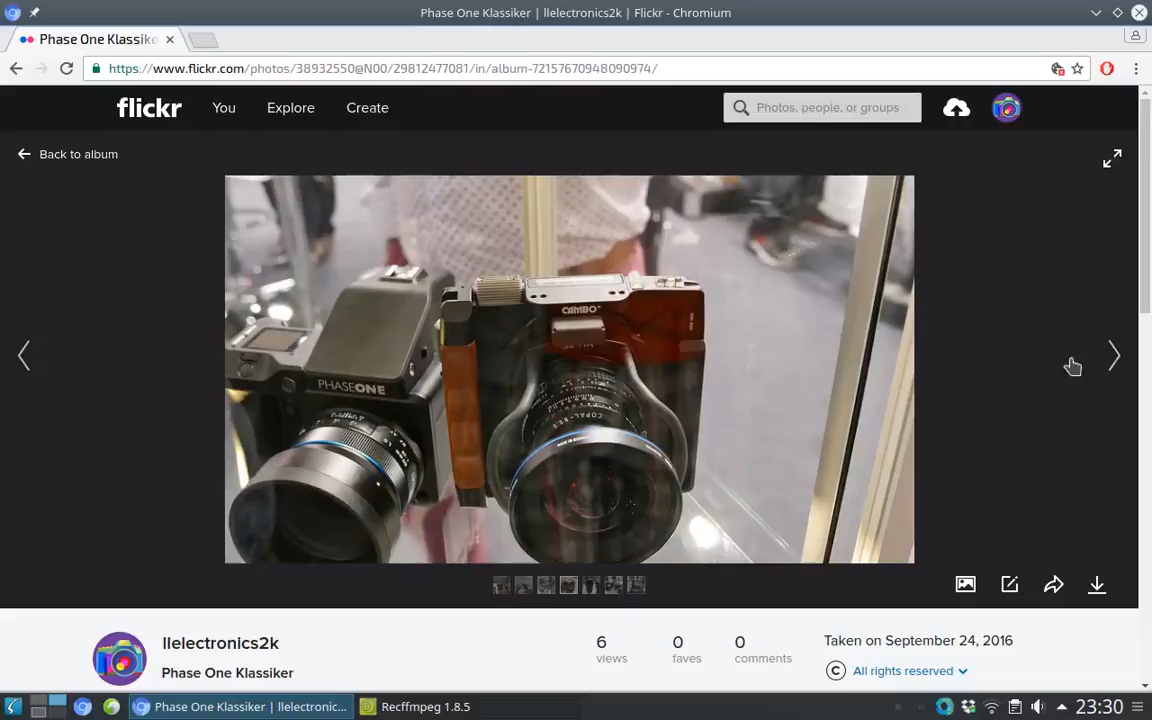 Phase One Klassiker | llelectronics2k | Flickr - Chromium
Phase One Klassike
https://www.flickr.com/photos/38932550@N00/29812477081/in/album-72157670948090974/
flickr
You
Explore
Create
Photos, people, or groups
Back to album
CAMBO
PHASEONE
COPAL
llelectronics2k
Phase One Klassiker
6
views
0
faves
0
comments
Taken on September 24, 2016
All rights reserved
Phase One Klassiker | llelectronic...
Recffmpeg 1.8.5
23:30